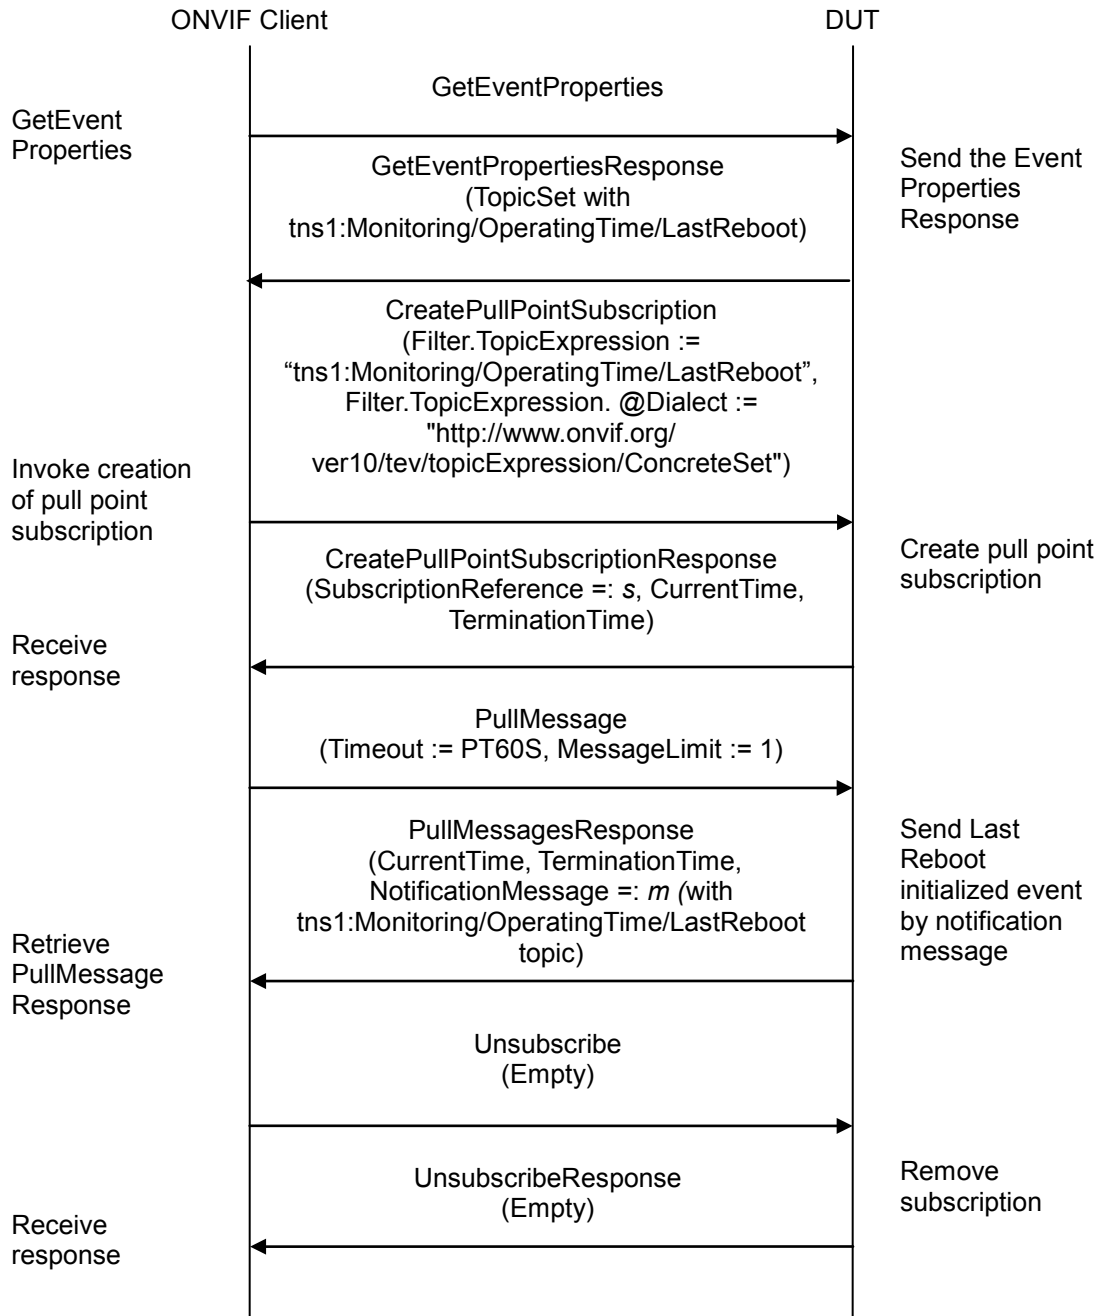 ONVIF Client
DUT
GetEventProperties
GetEvent
Properties
GetEventPropertiesResponse
(TopicSet with
tns1:Monitoring/OperatingTime/LastReboot)
Send the Event
Properties
Response
CreatePullPointSubscription
(Filter.TopicExpression :=
“tns1:Monitoring/OperatingTime/LastReboot”,
Filter.TopicExpression. @Dialect :=
"http://www.onvif.org/
ver10/tev/topicExpression/ConcreteSet")
Invoke creation
of pull point
subscription
CreatePullPointSubscriptionResponse
(SubscriptionReference =: s, CurrentTime,
TerminationTime)
Create pull point
subscription
Receive
response
PullMessage
(Timeout := PT60S, MessageLimit := 1)
PullMessagesResponse
(CurrentTime, TerminationTime,
NotificationMessage =: m (with
tns1:Monitoring/OperatingTime/LastReboot
topic)
Send Last
Reboot
initialized event
by notification
message
Retrieve
PullMessage
Response
Unsubscribe
(Empty)
UnsubscribeResponse
(Empty)
Remove
subscription
Receive
response